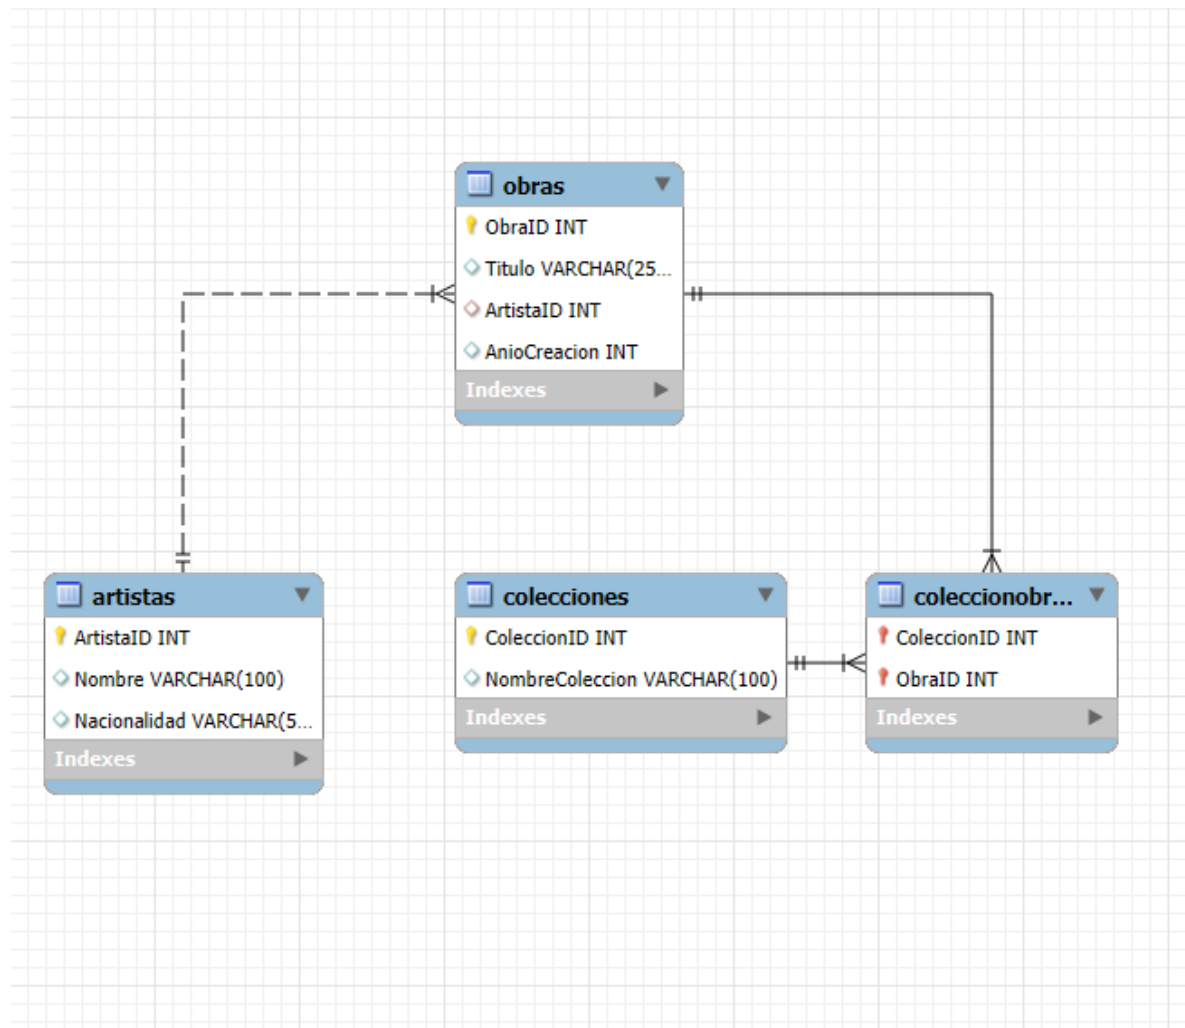 obras
ObraID INT
Titulo VARCHAR(25...
ArtistaID INT
AnioCreacion INT
Indexes
artistas
ArtistaID INT
Nombre VARCHAR(100)
Nacionalidad VARCHAR(5...
Indexes
colecciones
ColeccionID INT
NombreColeccion VARCHAR(100)
Indexes
coleccionobr...
ColeccionID INT
ObraID INT
Indexes